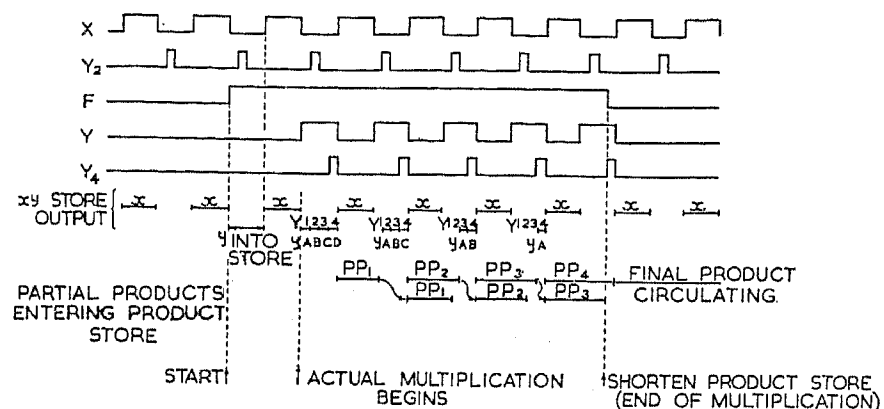 X
Y₂
F
Y
Y₄
xy STORE OUTPUT
x x x x x x x x x
y INTO STORE
Y1234 Y1234 Y1234 Y1234
yABCD yABC yAB yA
PP₁ PP₂ PP₃ PP₄
PP₁ PP₂ PP₃
FINAL PRODUCT CIRCULATING.
PARTIAL PRODUCTS ENTERING PRODUCT STORE
START
ACTUAL MULTIPLICATION BEGINS
SHORTEN PRODUCT STORE (END OF MULTIPLICATION)